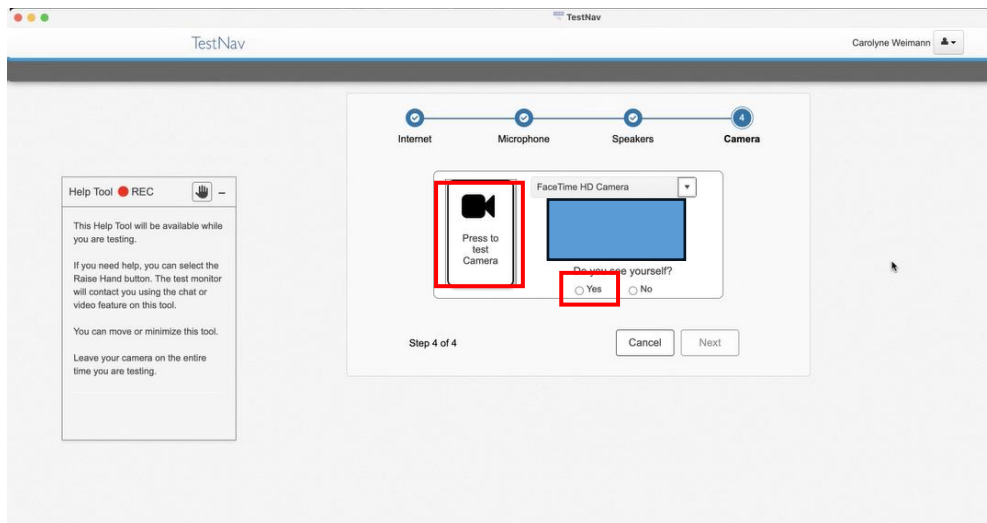 TestNav
TestNav
Carolyne Weimann
4
Internet
Microphone
Speakers
Camera
Help Tool REC
This Help Tool will be available while
you are testing.
If you need help, you can select the
Raise Hand button. The test monitor
will contact you using the chat or
video feature on this tool.
You can move or minimize this tool.
Leave your camera on the entire
time you are testing.
Press to
test
Camera
FaceTime HD Camera
Do you see yourself?
Yes
No
Step 4 of 4
Cancel
Next